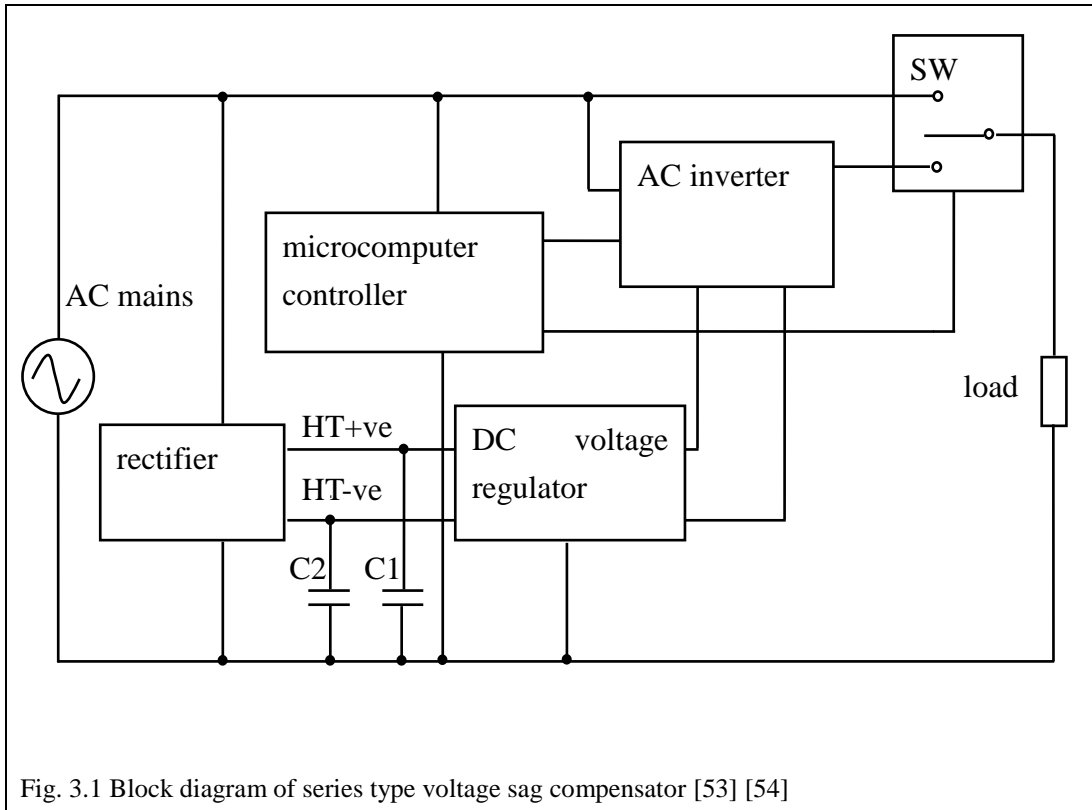 SW
AC inverter
microcomputer
controller
AC mains
load
HT+ve
rectifier
DC voltage
regulator
HT-ve
C2 C1
Fig. 3.1 Block diagram of series type voltage sag compensator [53] [54]